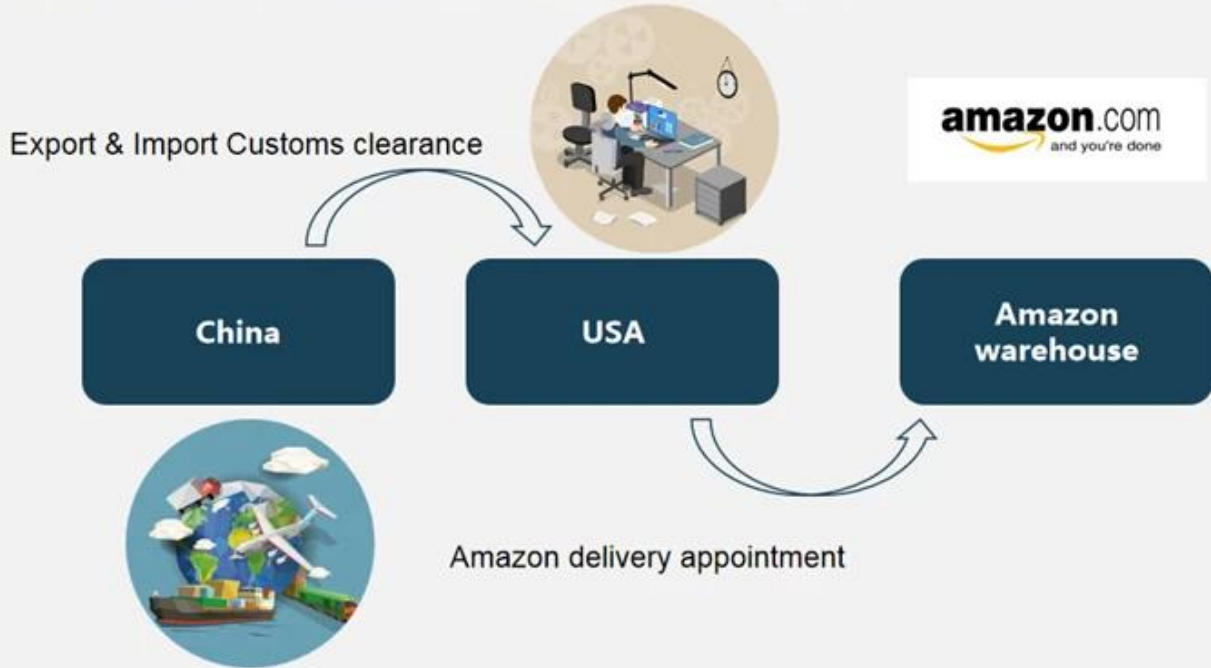 Export & Import Customs clearance
amazon.com
and you're done
China
USA
Amazon
warehouse
Amazon delivery appointment